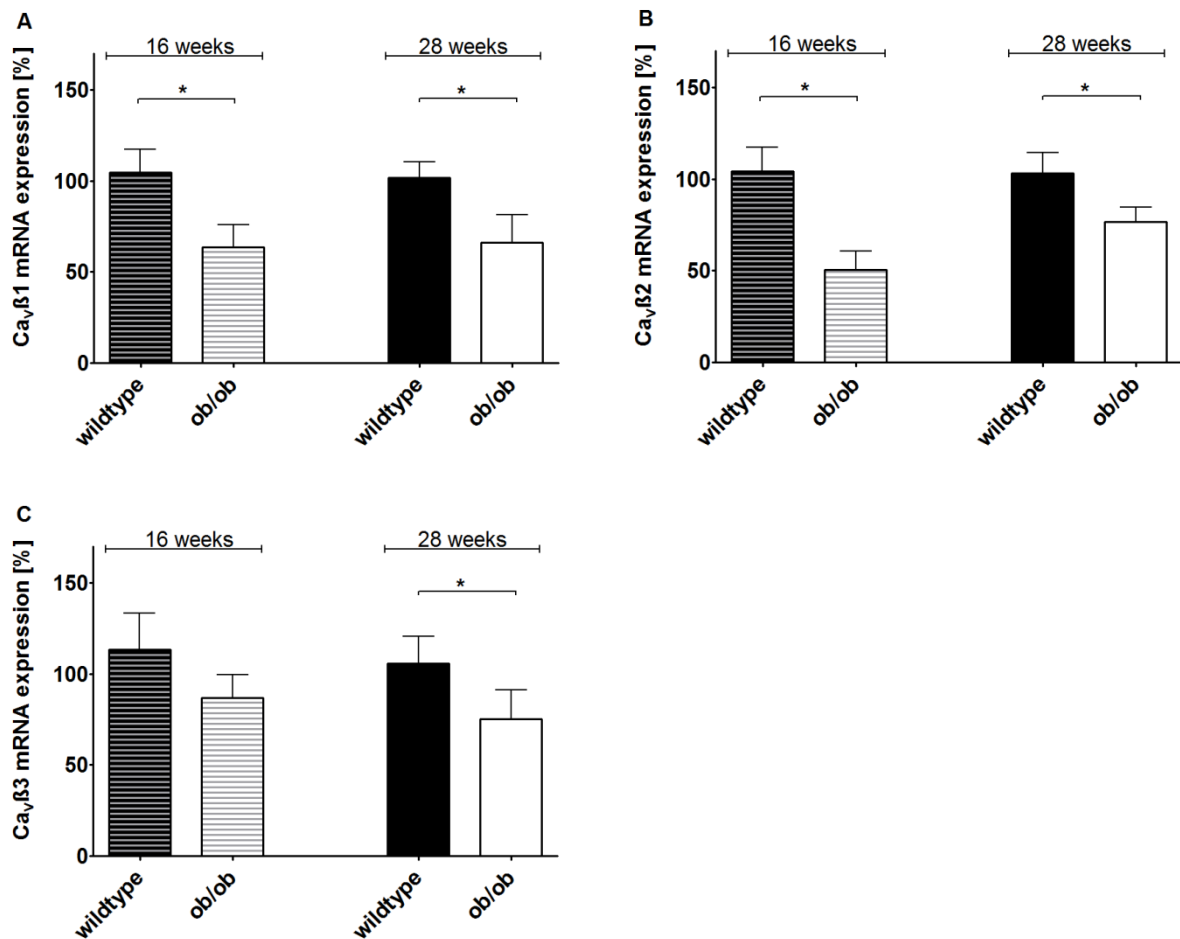 A
Cavß1 mRNA expression [%]
16 weeks
28 weeks
*
*
150
100
50
0
wildtype
ob/ob
wildtype
ob/ob
B
Cavß2 mRNA expression [%]
16 weeks
28 weeks
*
*
150
100
50
0
wildtype
ob/ob
wildtype
ob/ob
C
Cavß3 mRNA expression [%]
16 weeks
28 weeks
*
150
100
50
0
wildtype
ob/ob
wildtype
ob/ob